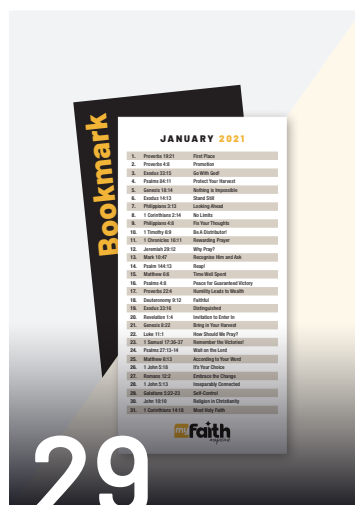 Bookmark
JANUARY 2021
1. Proverbs 19:21 First Place
2. Proverbs 4:8 Promotion
3. Exodus 33:15 Go With God!
4. Psalms 84:11 Protect Your Harvest
5. Genesis 18:14 Nothing is Impossible
6. Exodus 14:13 Stand Still
7. Philippians 3:13 Looking Ahead
8. 1 Corinthians 2:14 No Limits
9. Philippians 4:8 Fix Your Thoughts
10. 1 Timothy 6:9 Be A Distributor!
11. 1 Chronicles 16:11 Rewarding Prayer
12. Jeremiah 29:12 Why Pray?
13. Mark 10:47 Recognise Him and Ask
14. Psalm 144:13 Reap!
15. Matthew 6:6 Time Well Spent
16. Psalms 4:8 Peace for Guaranteed Victory
17. Proverbs 22:4 Humility Leads to Wealth
18. Deuteronomy 9:12 Faithful
19. Exodus 33:16 Distinguished
20. Revelation 1:4 Invitation to Enter In
21. Genesis 8:22 Bring in Your Harvest
22. Luke 11:1 How Should We Pray?
23. 1 Samuel 17:36-37 Remember the Victories!
24. Psalms 27:13-14 Wait on the Lord
25. Matthew 8:13 According to Your Word
26. 1 John 5:18 It's Your Choice
27. Romans 12:2 Embrace the Change
28. 1 John 5:13 Inseparably Connected
29. Galatians 5:22-23 Self-Control
30. John 10:10 Religion in Christianity
31. 1 Corinthians 14:18 Most Holy Faith
my faith
magazine
29